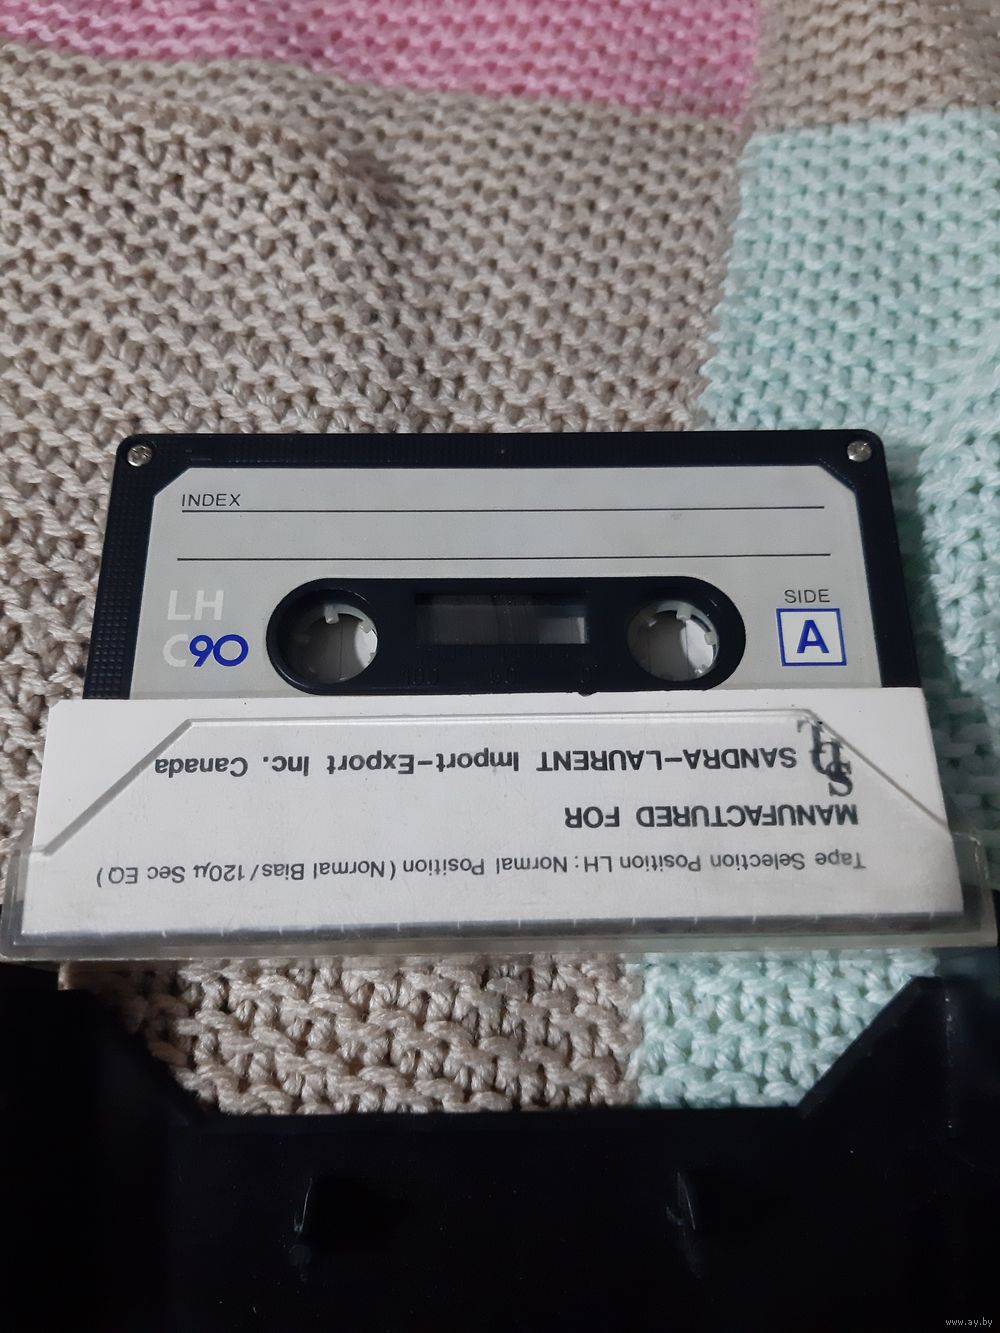 INDEX
LH
C90
SIDE
A
Tape Selection Position LH: Normal Position (Normal Bias/120µ Sec EQ)
MANUFACTURED FOR
SANDRA-LAURENT Import-Export Inc. Canada
www.ay.by